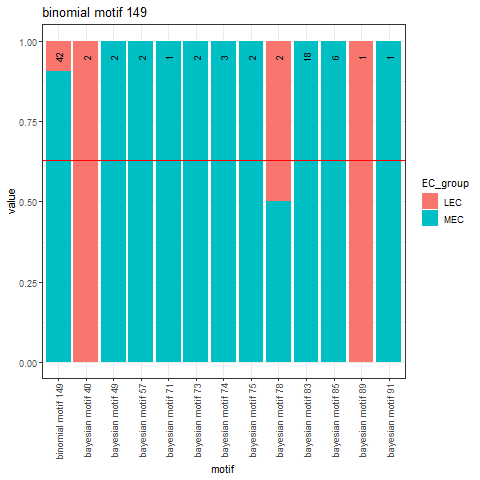 binomial motif 149
value
1.00
0.75
0.50
0.25
0.00
42
2
2
2
1
2
3
2
2
18
6
1
1
binomial motif 149
bayesian motif 40
bayesian motif 49
bayesian motif 57
bayesian motif 71
bayesian motif 73
bayesian motif 74
bayesian motif 75
bayesian motif 78
bayesian motif 83
bayesian motif 85
bayesian motif 89
bayesian motif 91
motif
EC_group
LEC
MEC